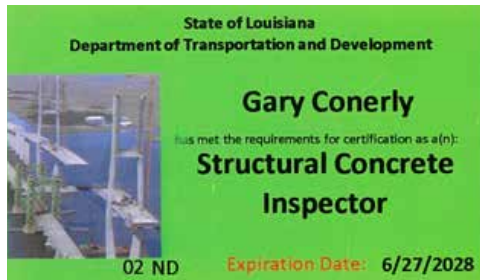 State of Louisiana
Department of Transportation and Development
Gary Conerly
has met the requirements for certification as a(n):
Structural Concrete
Inspector
02 ND
Expiration Date: 6/27/2028